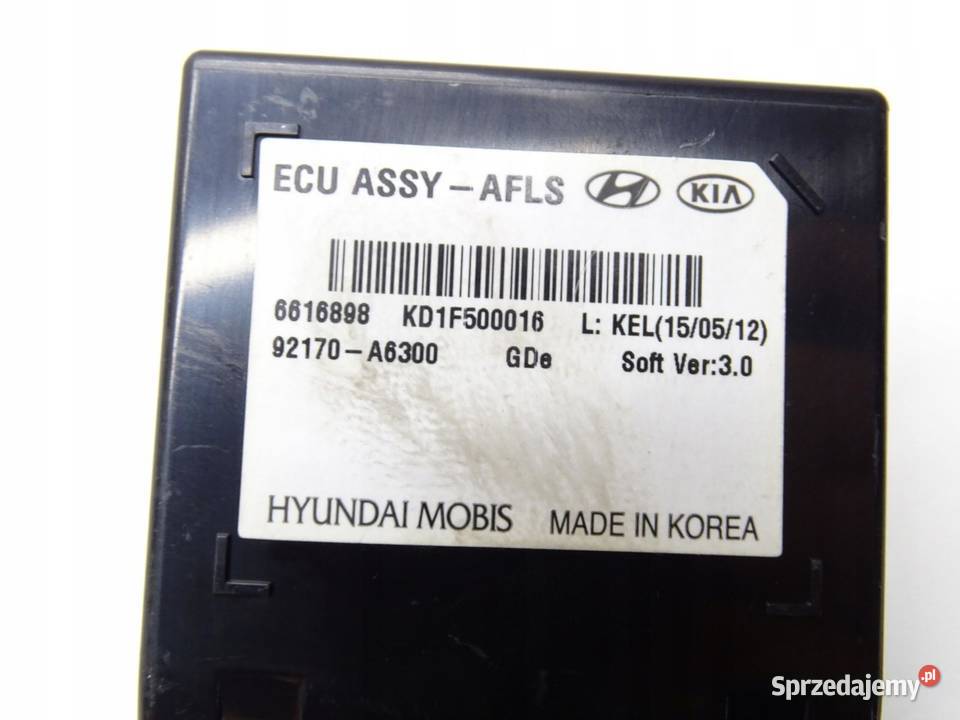 ECU ASSY-AFLS H KIA
6616898 KD1F500016 L: KEL(15/05/12)
92170-A6300 GDe Soft Ver:3.0
HYUNDAI MOBIS MADE IN KOREA
Sprzedajemy.pl